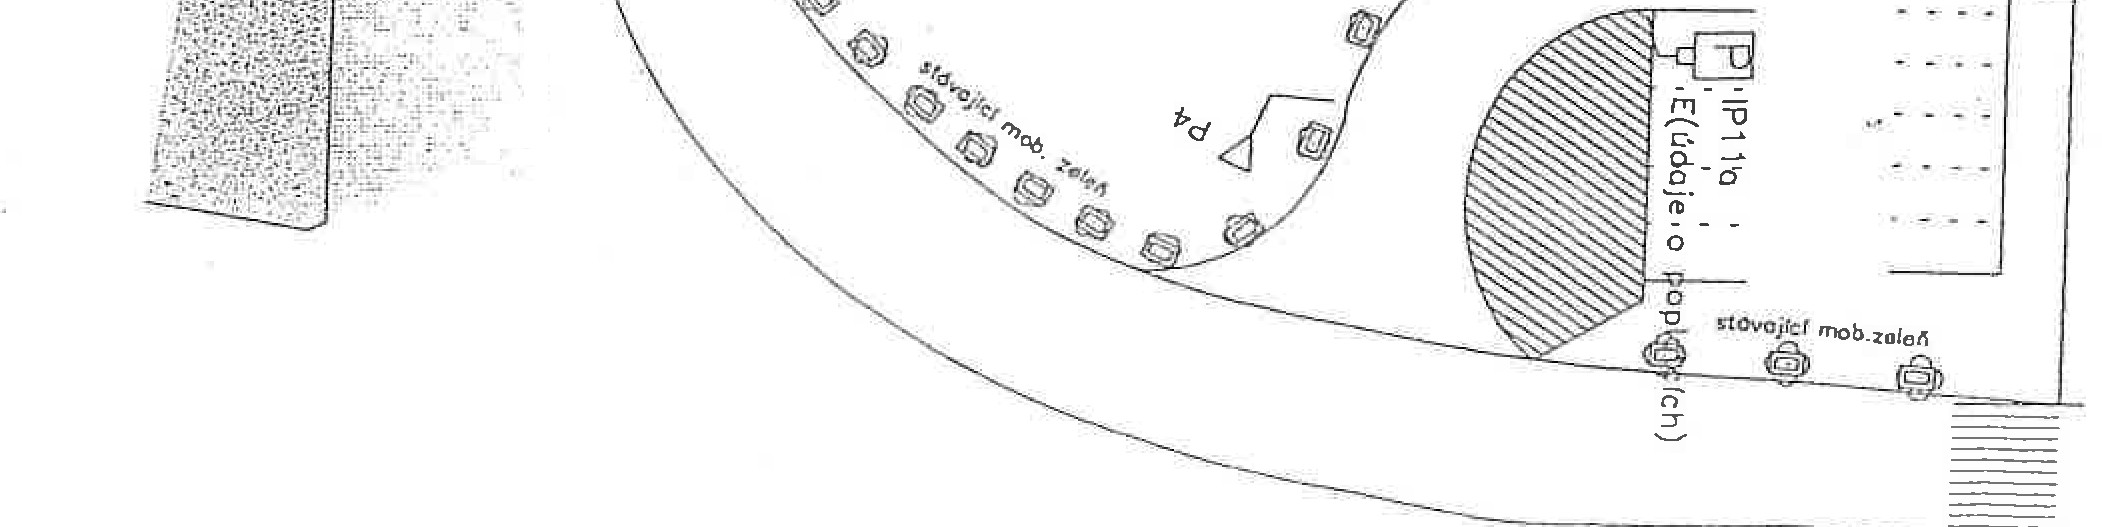 stávající mob. zeleň
P4
P
IP11a
E(údaje o poplatcích)
stávající mob.zeleň